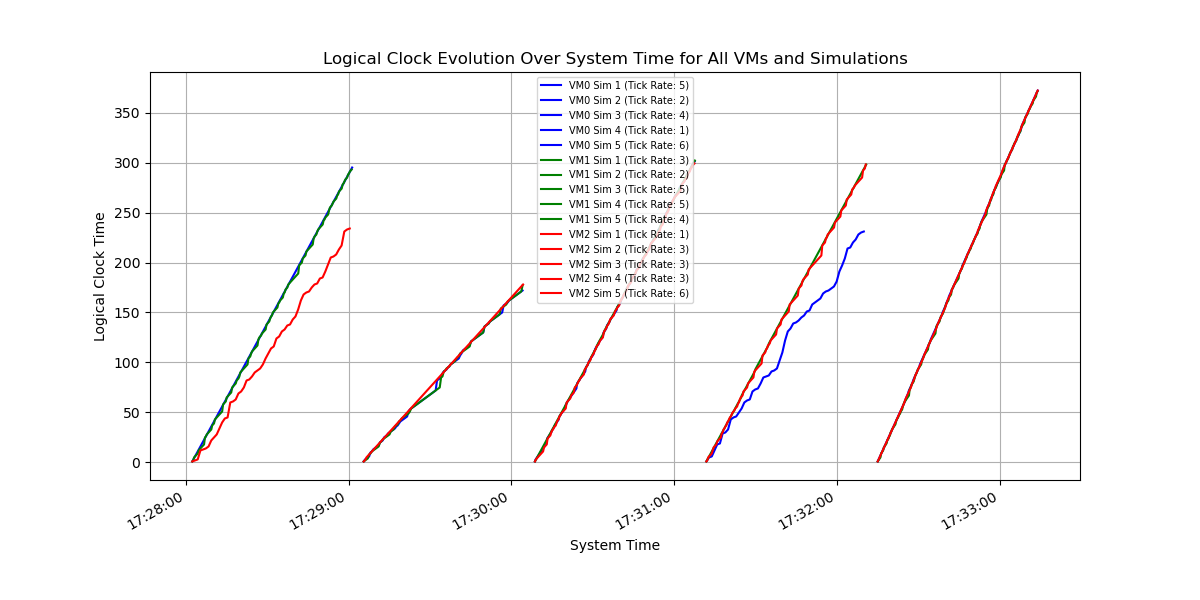 Logical Clock Evolution Over System Time for All VMs and Simulations
VM0 Sim 1 (Tick Rate: 5)
VM0 Sim 2 (Tick Rate: 2)
VM0 Sim 3 (Tick Rate: 4)
VM0 Sim 4 (Tick Rate: 1)
VM0 Sim 5 (Tick Rate: 6)
VM1 Sim 1 (Tick Rate: 3)
VM1 Sim 2 (Tick Rate: 2)
VM1 Sim 3 (Tick Rate: 5)
VM1 Sim 4 (Tick Rate: 5)
VM1 Sim 5 (Tick Rate: 4)
VM2 Sim 1 (Tick Rate: 1)
VM2 Sim 2 (Tick Rate: 3)
VM2 Sim 3 (Tick Rate: 3)
VM2 Sim 4 (Tick Rate: 3)
VM2 Sim 5 (Tick Rate: 6)
Logical Clock Time
350
300
250
200
150
100
50
0
17:28:00
17:29:00
17:30:00
17:31:00
17:32:00
17:33:00
System Time